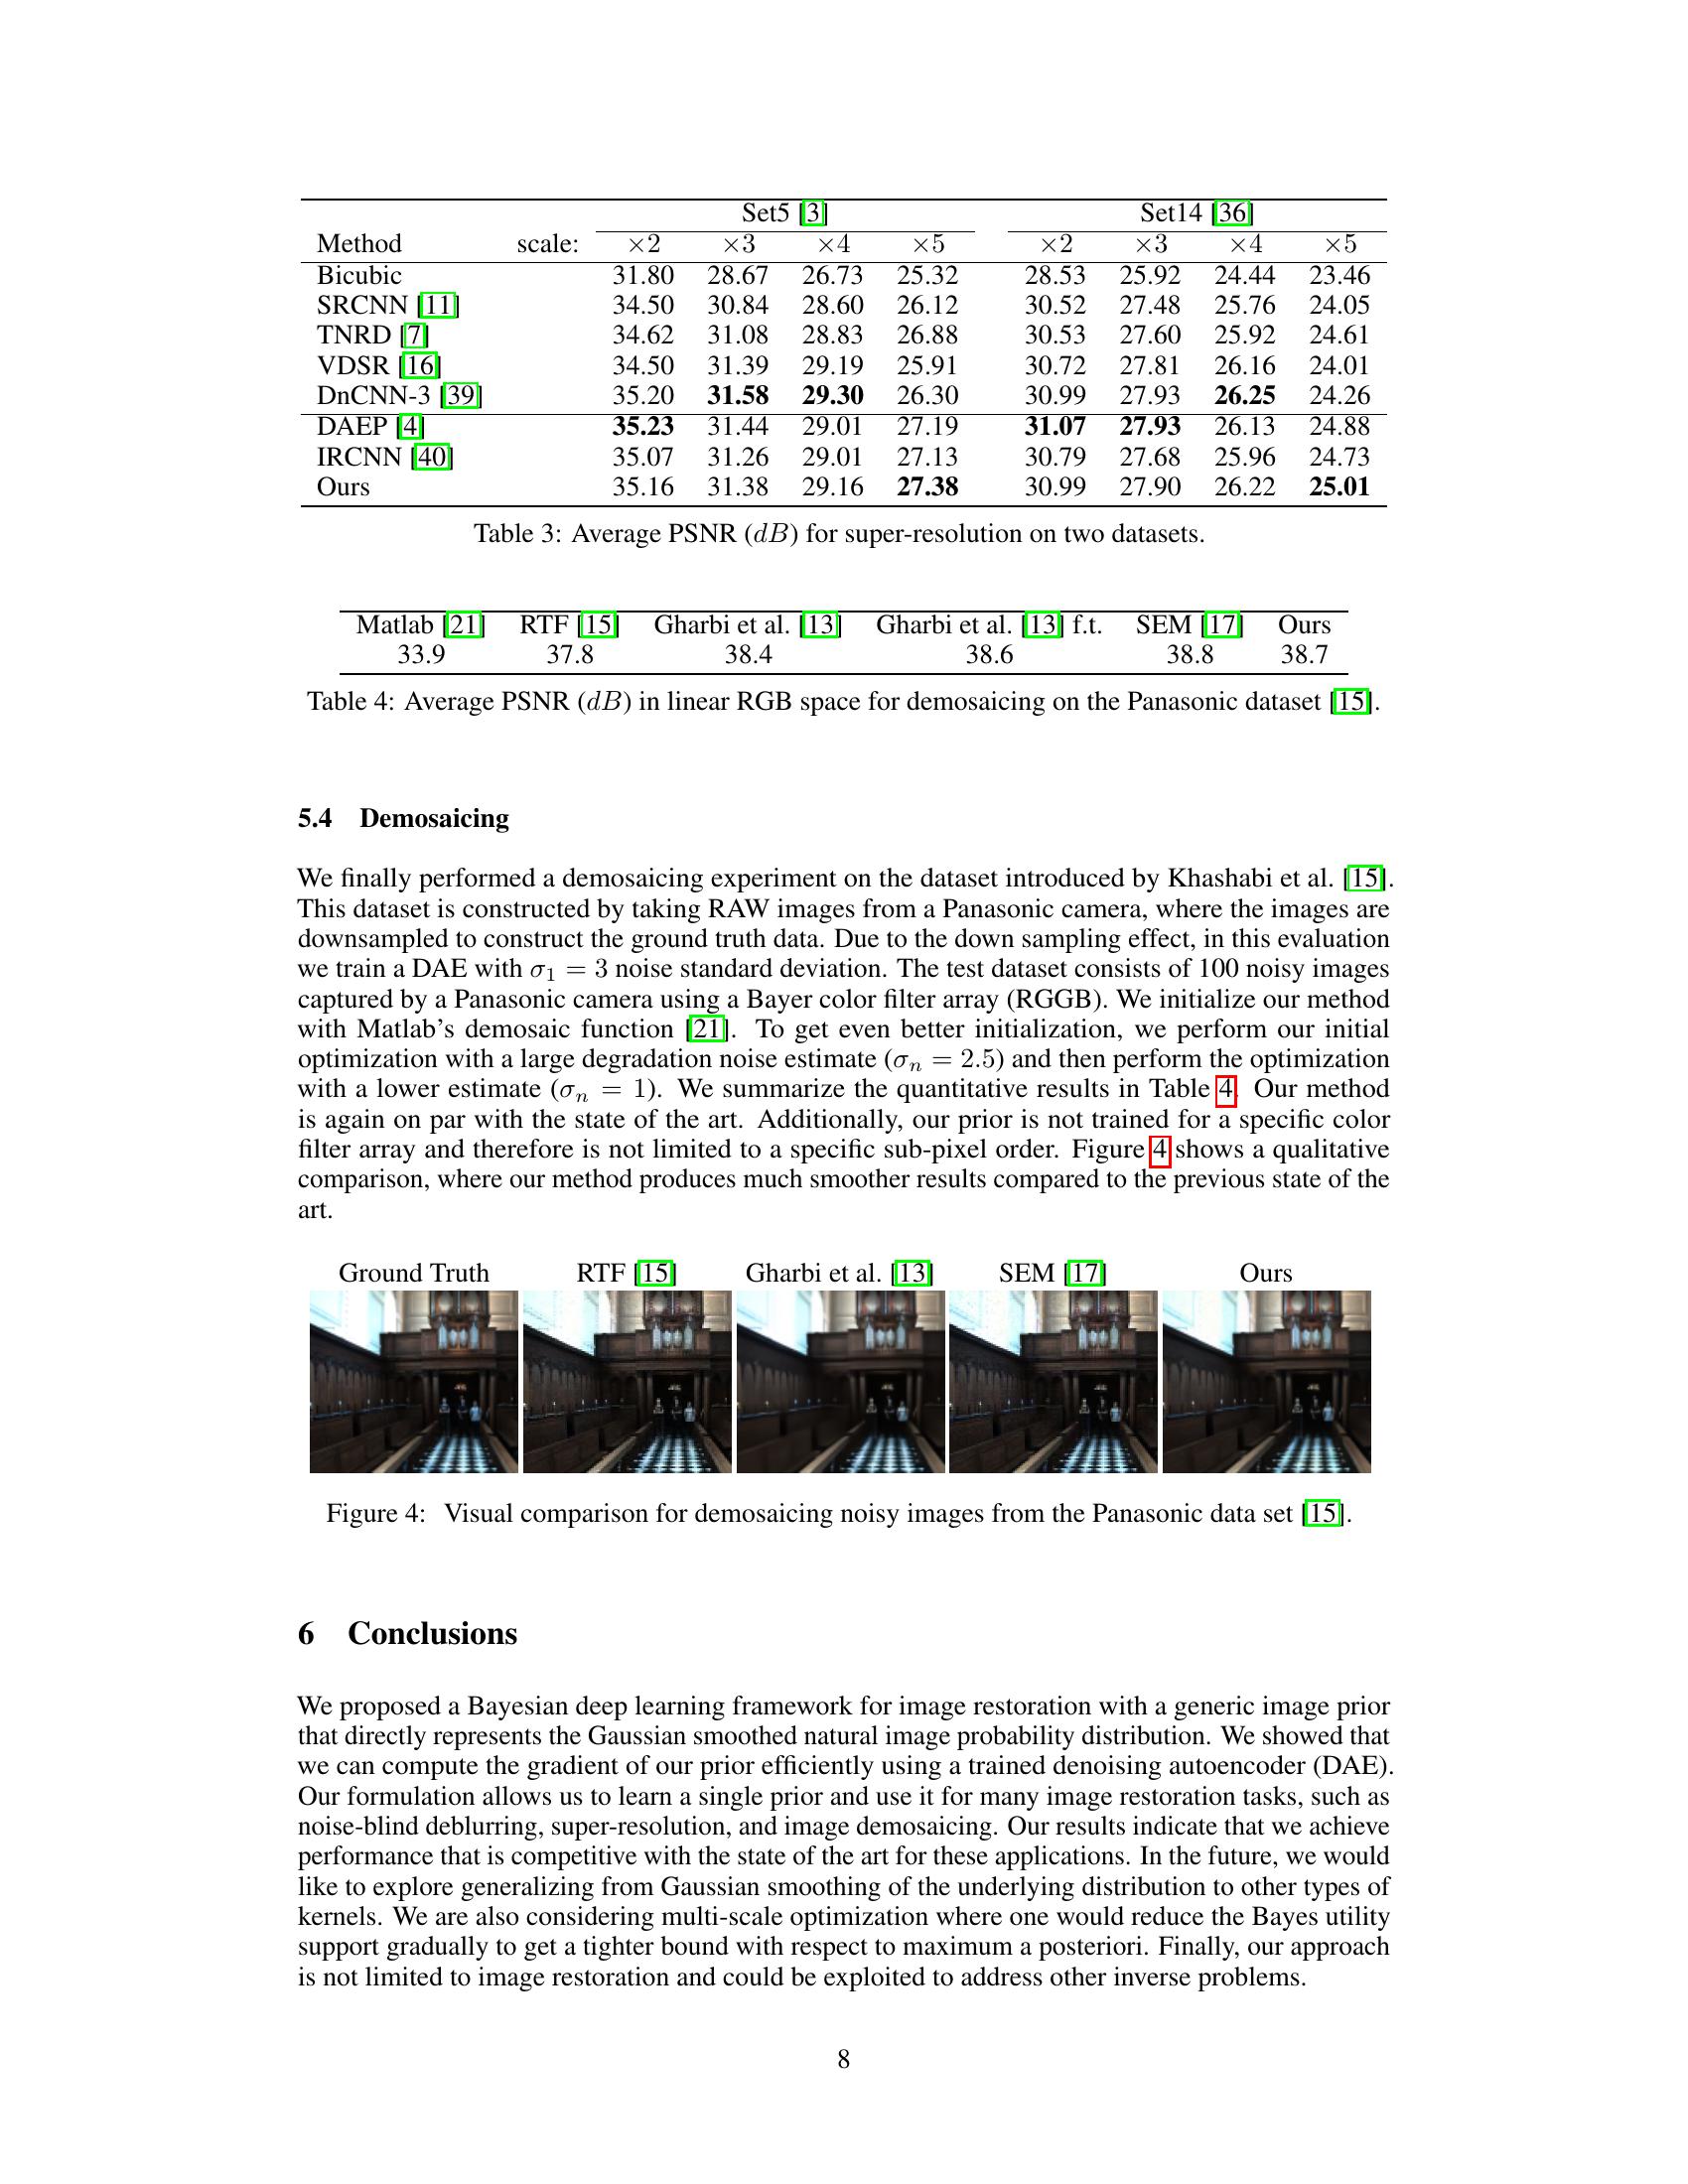 Set5 [3] Set14 [36]
Method scale: ×2 ×3 ×4 ×5 ×2 ×3 ×4 ×5
Bicubic 31.80 28.67 26.73 25.32 28.53 25.92 24.44 23.46
SRCNN [11] 34.50 30.84 28.60 26.12 30.52 27.48 25.76 24.05
TNRD [7] 34.62 31.08 28.83 26.88 30.53 27.60 25.92 24.61
VDSR [16] 34.50 31.39 29.19 25.91 30.72 27.81 26.16 24.01
DnCNN-3 [39] 35.20 31.58 29.30 26.30 30.99 27.93 26.25 24.26
DAEP [4] 35.23 31.44 29.01 27.19 31.07 27.93 26.13 24.88
IRCNN [40] 35.07 31.26 29.01 27.13 30.79 27.68 25.96 24.73
Ours 35.16 31.38 29.16 27.38 30.99 27.90 26.22 25.01
Table 3: Average PSNR (dB) for super-resolution on two datasets.
Matlab [21] RTF [15] Gharbi et al. [13] Gharbi et al. [13] f.t. SEM [17] Ours
33.9 37.8 38.4 38.6 38.8 38.7
Table 4: Average PSNR (dB) in linear RGB space for demosaicing on the Panasonic dataset [15].
5.4 Demosaicing
We finally performed a demosaicing experiment on the dataset introduced by Khashabi et al. [15].
This dataset is constructed by taking RAW images from a Panasonic camera, where the images are
downsampled to construct the ground truth data. Due to the down sampling effect, in this evaluation
we train a DAE with σ₁ = 3 noise standard deviation. The test dataset consists of 100 noisy images
captured by a Panasonic camera using a Bayer color filter array (RGGB). We initialize our method
with Matlab's demosaic function [21]. To get even better initialization, we perform our initial
optimization with a large degradation noise estimate (σₙ = 2.5) and then perform the optimization
with a lower estimate (σₙ = 1). We summarize the quantitative results in Table 4. Our method
is again on par with the state of the art. Additionally, our prior is not trained for a specific color
filter array and therefore is not limited to a specific sub-pixel order. Figure 4 shows a qualitative
comparison, where our method produces much smoother results compared to the previous state of the
art.
Ground Truth RTF [15] Gharbi et al. [13] SEM [17] Ours
Figure 4: Visual comparison for demosaicing noisy images from the Panasonic data set [15].
6 Conclusions
We proposed a Bayesian deep learning framework for image restoration with a generic image prior
that directly represents the Gaussian smoothed natural image probability distribution. We showed that
we can compute the gradient of our prior efficiently using a trained denoising autoencoder (DAE).
Our formulation allows us to learn a single prior and use it for many image restoration tasks, such as
noise-blind deblurring, super-resolution, and image demosaicing. Our results indicate that we achieve
performance that is competitive with the state of the art for these applications. In the future, we would
like to explore generalizing from Gaussian smoothing of the underlying distribution to other types of
kernels. We are also considering multi-scale optimization where one would reduce the Bayes utility
support gradually to get a tighter bound with respect to maximum a posteriori. Finally, our approach
is not limited to image restoration and could be exploited to address other inverse problems.
8